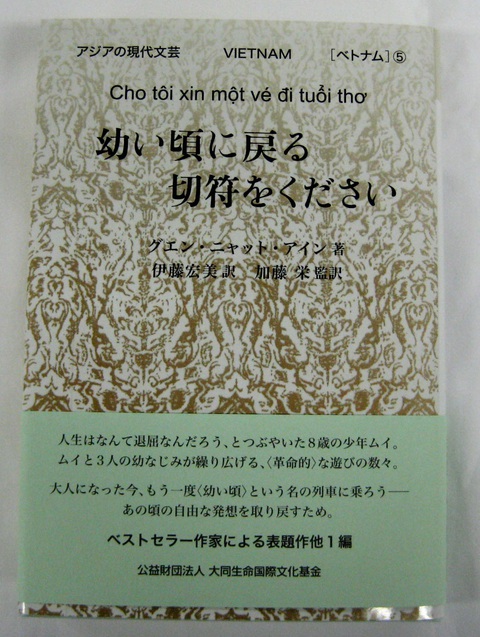 アジアの現代文芸 VIETNAM [ベトナム]⑤
Cho tôi xin một vé đi tuổi thơ
幼い頃に戻る
切符をください
グエン・ニャット・アイン 著
伊藤宏美 訳 加藤 栄 監訳
人生はなんて退屈なんだろう、とつぶやいた8歳の少年ムイ。
ムイと3人の幼なじみが繰り広げる、〈革命的〉な遊びの数々。
大人になった今、もう一度〈幼い頃〉という名の列車に乗ろう──
あの頃の自由な発想を取り戻すため。
ベストセラー作家による表題作他1編
公益財団法人 大同生命国際文化基金